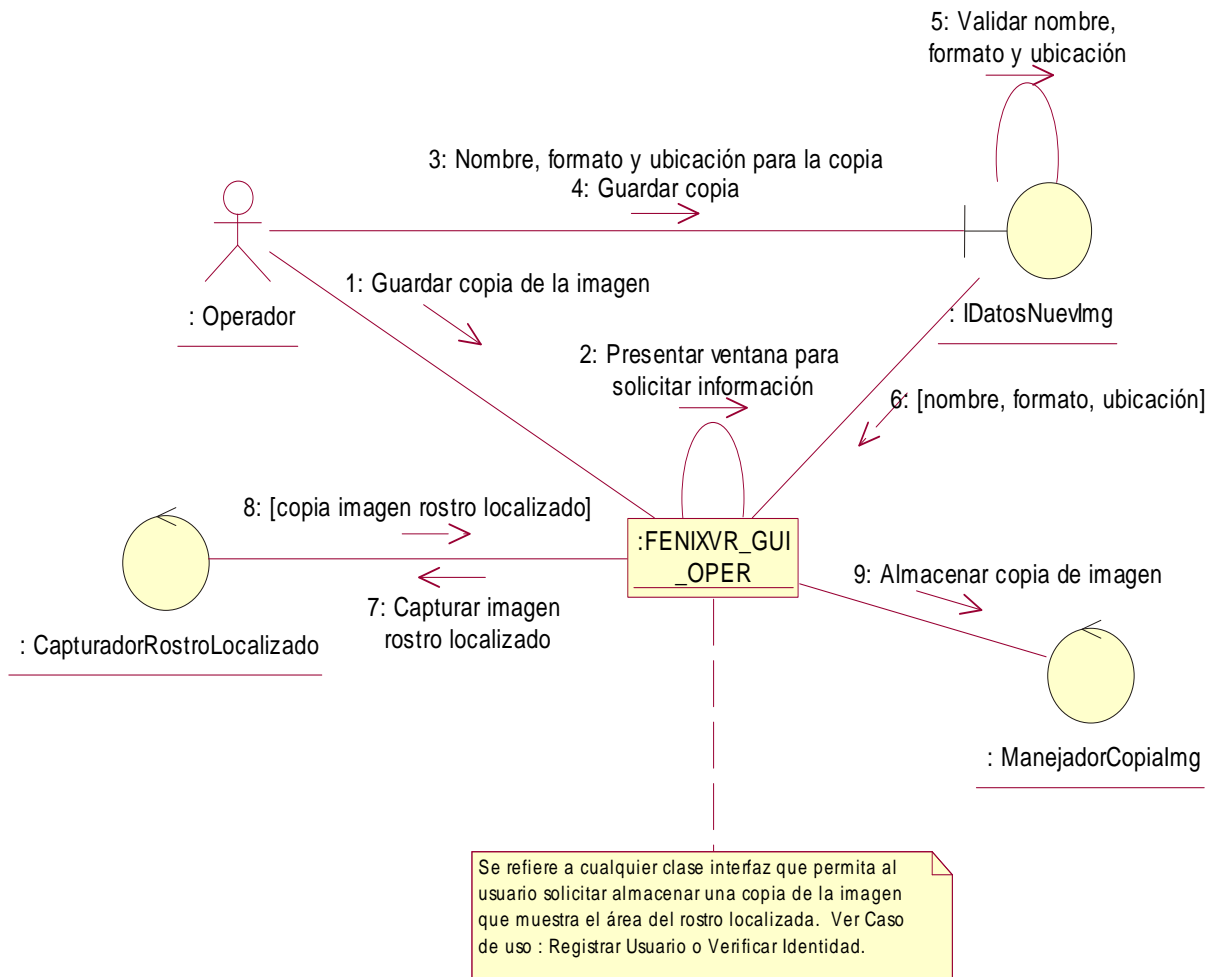 5: Validar nombre,
formato y ubicación
3: Nombre, formato y ubicación para la copia
4: Guardar copia
: Operador
: IDatosNuevImg
1: Guardar copia de la imagen
2: Presentar ventana para
solicitar información
6: [nombre, formato, ubicación]
8: [copia imagen rostro localizado]
:FENIXVR_GUI
_OPER
7: Capturar imagen
rostro localizado
9: Almacenar copia de imagen
: CapturadorRostroLocalizado
: ManejadorCopiaImg
Se refiere a cualquier clase interfaz que permita al
usuario solicitar almacenar una copia de la imagen
que muestra el área del rostro localizada. Ver Caso
de uso : Registrar Usuario o Verificar Identidad.